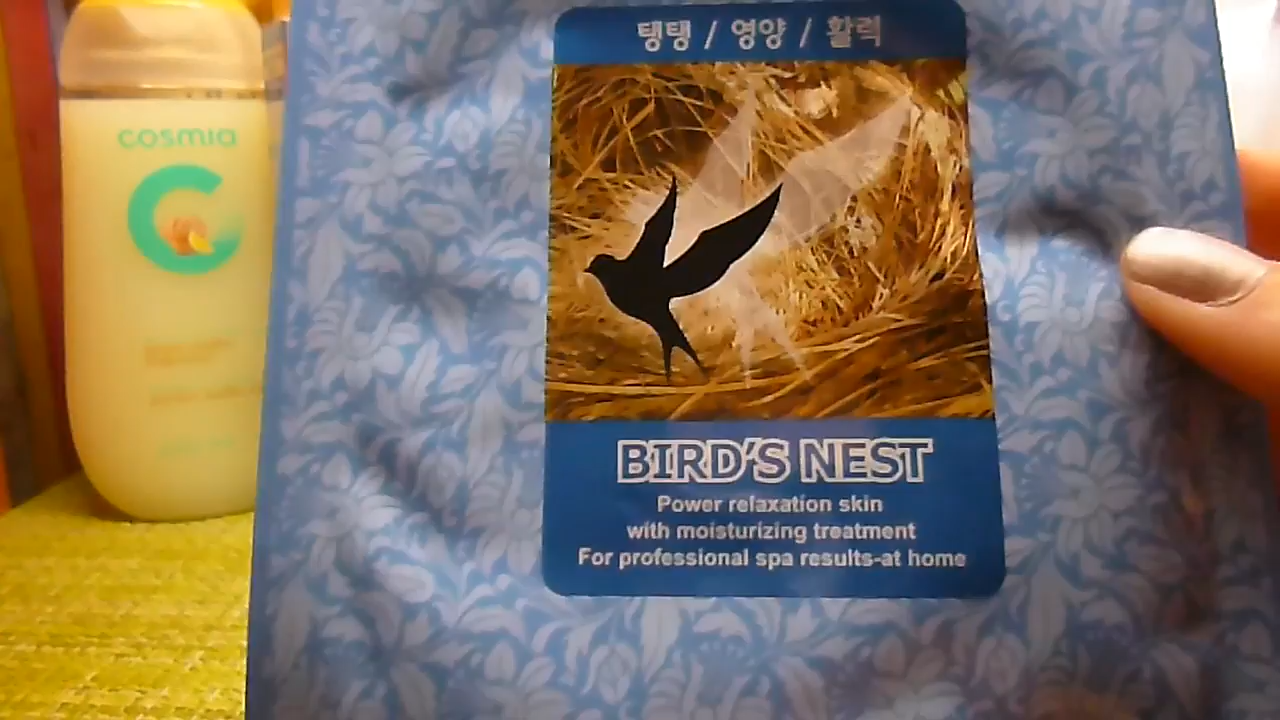 cosmia
탱탱 / 영양 / 활력
BIRD'S NEST
Power relaxation skin
with moisturizing treatment
For professional spa results-at home